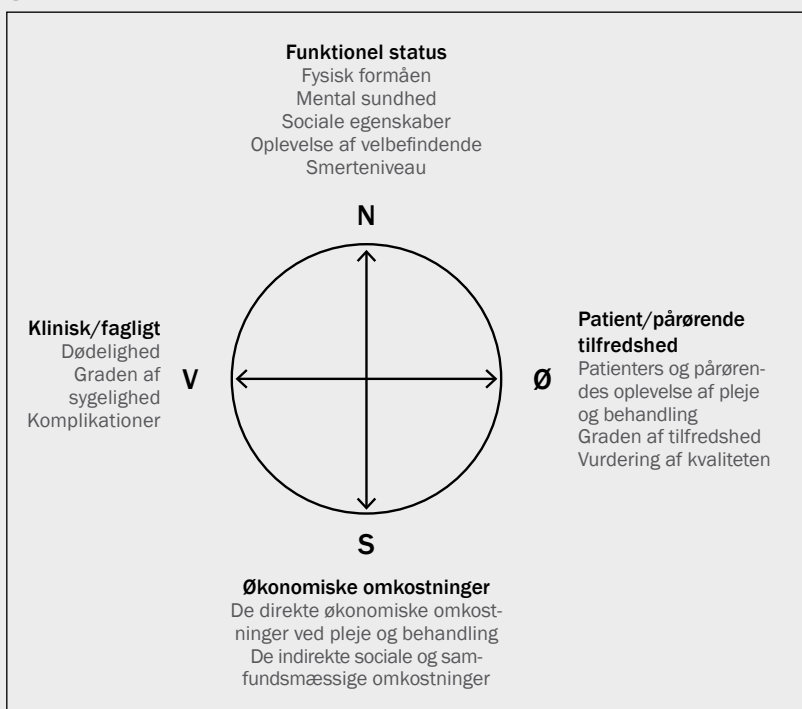 Funktionel status
Fysisk formåen
Mental sundhed
Sociale egenskaber
Oplevelse af velbefindende
Smerteniveau
N
Klinisk/fagligt
Dødelighed
Graden af
sygelighed
Komplikationer
V
Ø
Patient/pårørende
tilfredshed
Patienters og pårøren-
des oplevelse af pleje
og behandling
Graden af tilfredshed
Vurdering af kvaliteten
S
Økonomiske omkostninger
De direkte økonomiske omkost-
ninger ved pleje og behandling
De indirekte sociale og sam-
fundsmæssige omkostninger